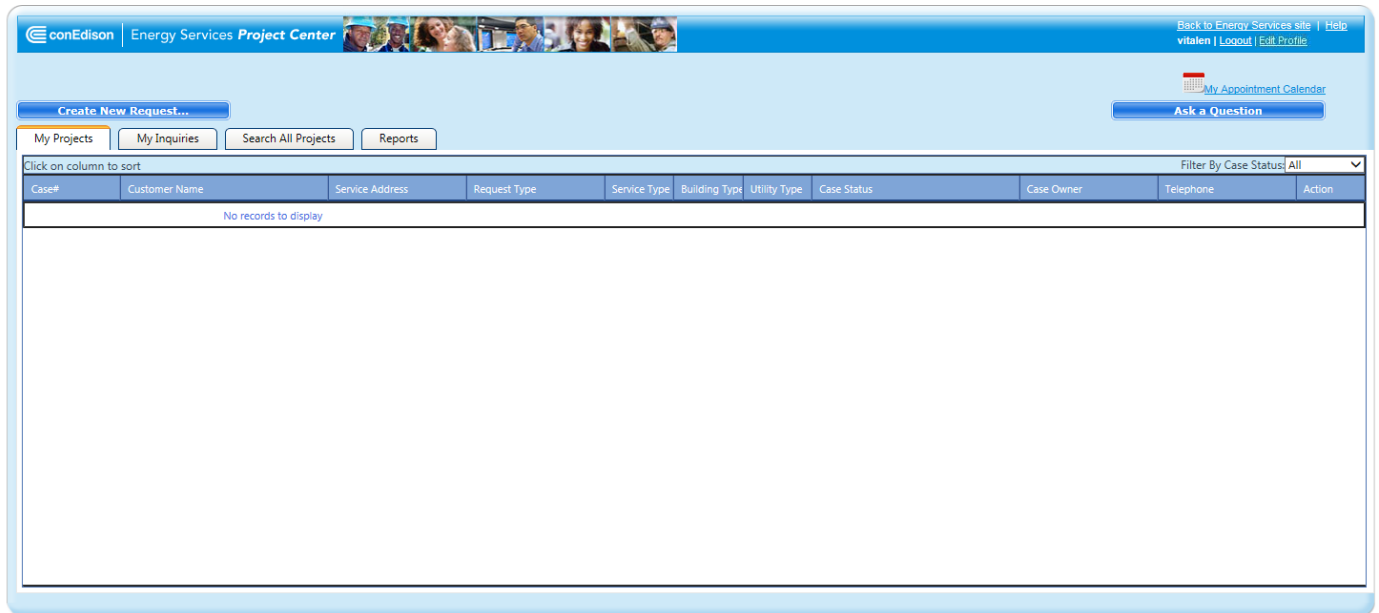 conEdison Energy Services Project Center
Back to Energy Services site | Help
vitalen | Logout | Edit Profile
My Appointment Calendar
Create New Request...
Ask a Question
My Projects My Inquiries Search All Projects Reports
Click on column to sort Filter By Case Status: All
Case# Customer Name Service Address Request Type Service Type Building Type Utility Type Case Status Case Owner Telephone Action
No records to display